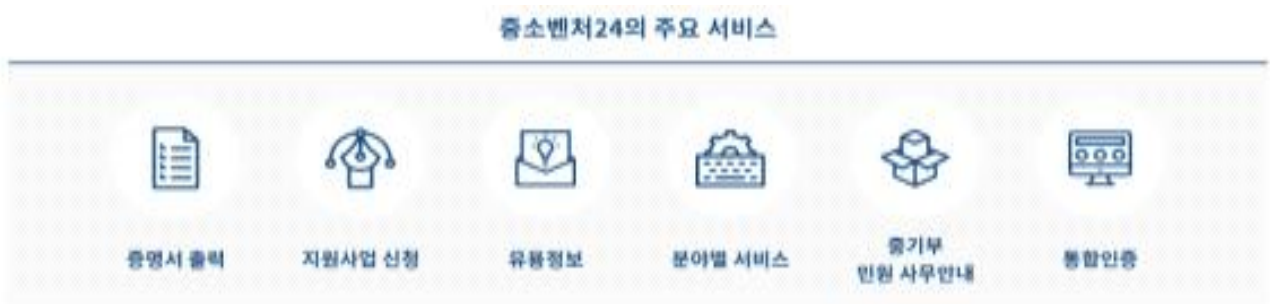 중소벤처24의 주요 서비스
증명서 출력
지원사업 신청
유용정보
분야별 서비스
중기부
민원 사무안내
통합인증